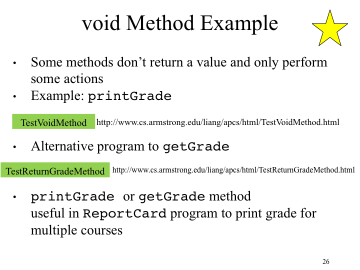 void Method Example
• Some methods don't return a value and only perform
some actions
• Example: printGrade
TestVoidMethod http://www.cs.armstrong.edu/liang/apcs/html/TestVoidMethod.html
• Alternative program to getGrade
TestReturnGradeMethod http://www.cs.armstrong.edu/liang/apcs/html/TestReturnGradeMethod.html
• printGrade or getGrade method
useful in ReportCard program to print grade for
multiple courses
26